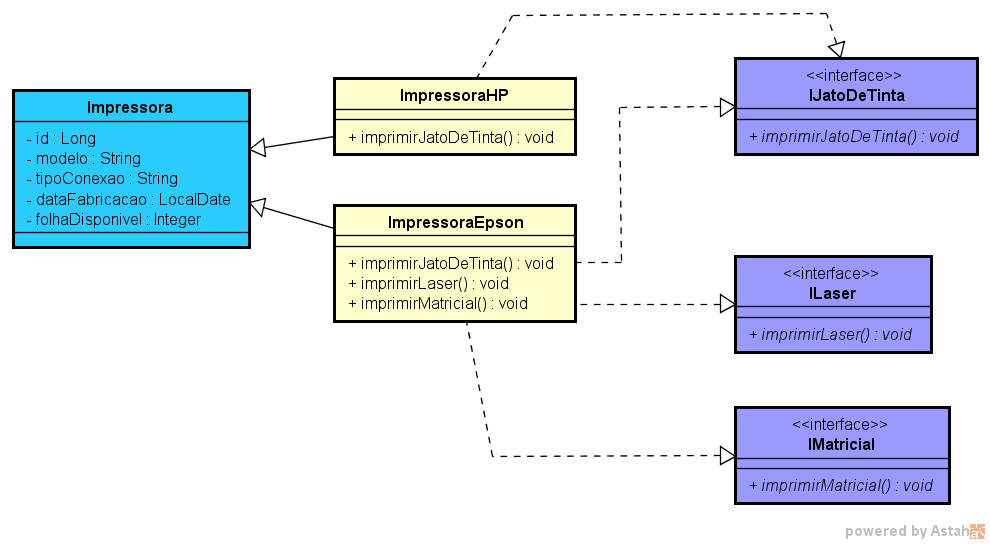 Impressora
- id : Long
- modelo : String
- tipoConexao : String
- dataFabricacao : LocalDate
- folhaDisponivel : Integer
ImpressoraHP
+ imprimirJatoDeTinta() : void
ImpressoraEpson
+ imprimirJatoDeTinta() : void
+ imprimirLaser() : void
+ imprimirMatricial() : void
<<interface>>
IJatoDeTinta
+ imprimirJatoDeTinta() : void
<<interface>>
ILaser
+ imprimirLaser() : void
<<interface>>
IMatricial
+ imprimirMatricial() : void
powered by Astah